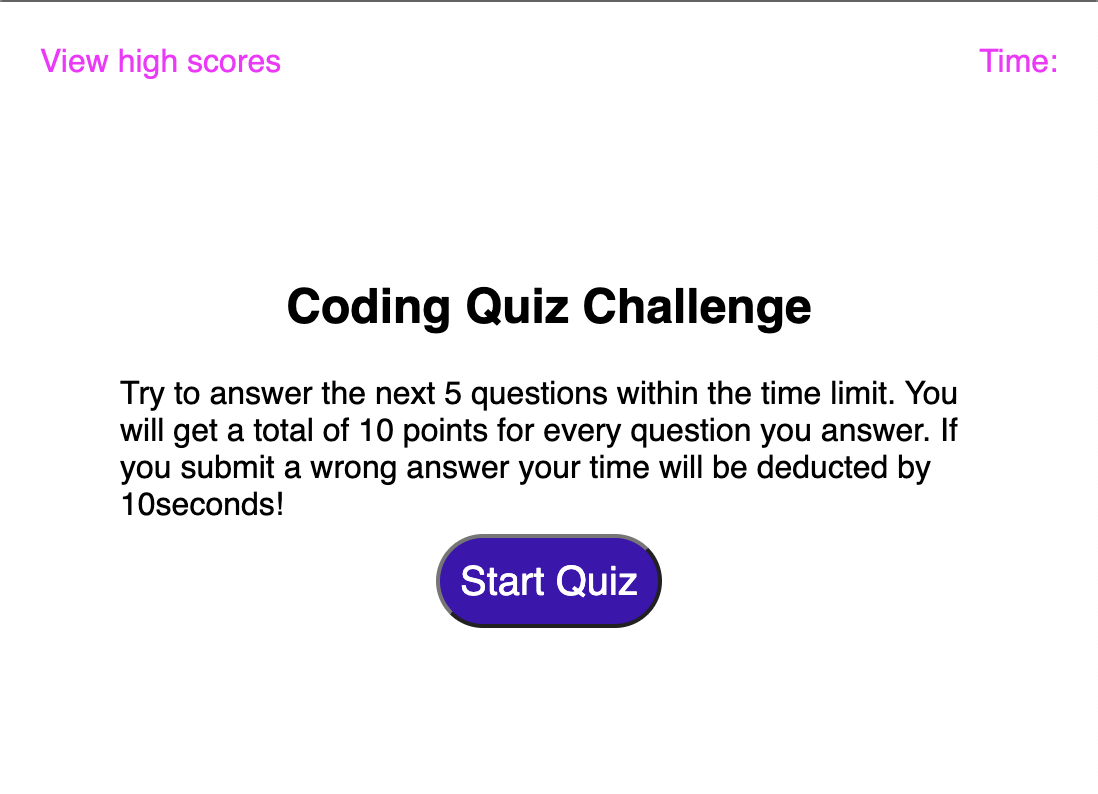 View high scores
Time:
Coding Quiz Challenge
Try to answer the next 5 questions within the time limit. You
will get a total of 10 points for every question you answer. If
you submit a wrong answer your time will be deducted by
10seconds!
Start Quiz